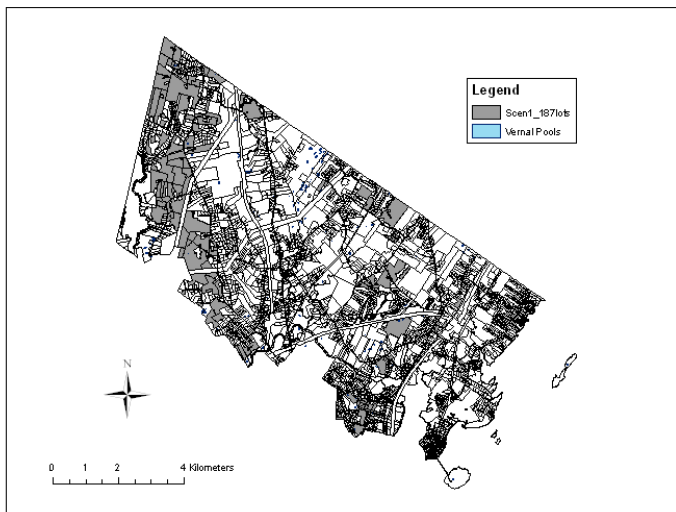 Legend
Scen1_187lots
Vernal Pools
N
0 1 2 4 Kilometers